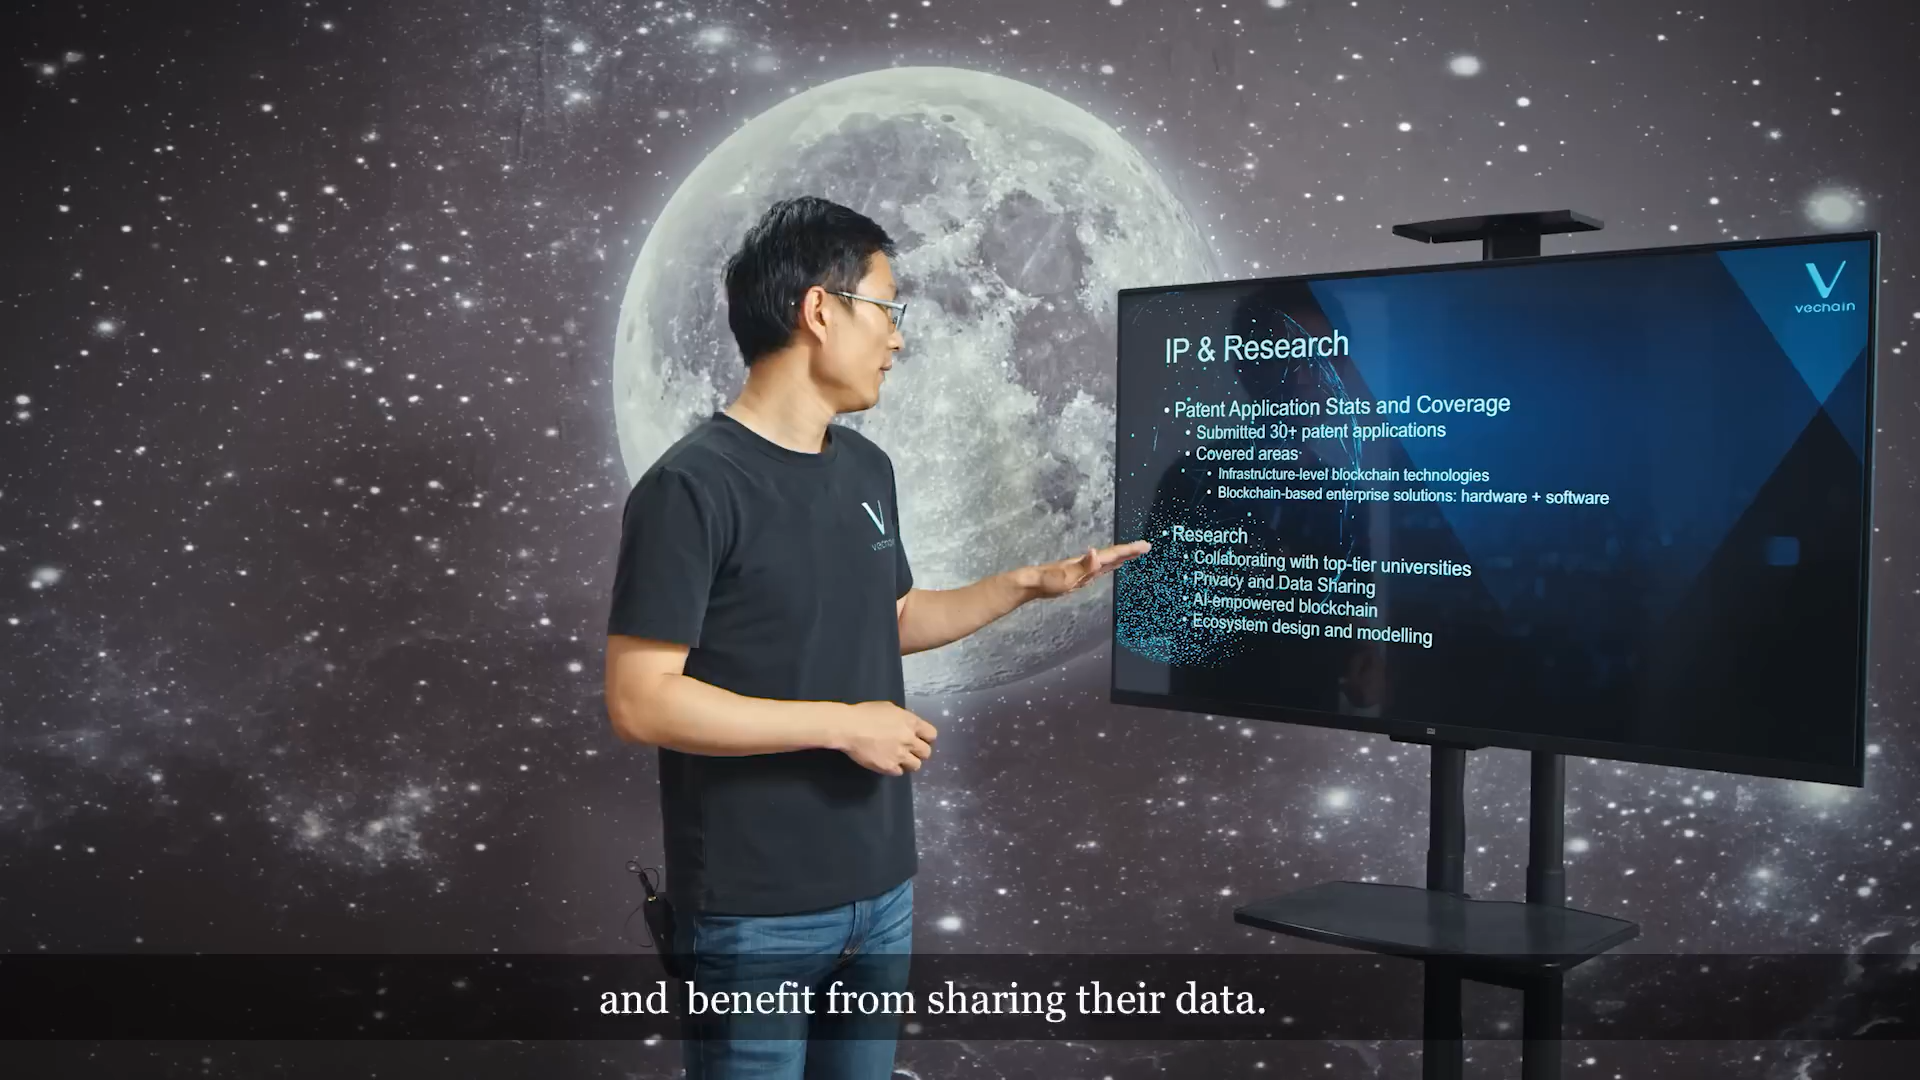 vechain
IP & Research
• Patent Application Stats and Coverage
• Submitted 30+ patent applications
• Covered areas
• Infrastructure-level blockchain technologies
• Blockchain-based enterprise solutions: hardware + software
• Research
• Collaborating with top-tier universities
• Privacy and Data Sharing
• AI-empowered blockchain
• Ecosystem design and modelling
vechain
and benefit from sharing their data.